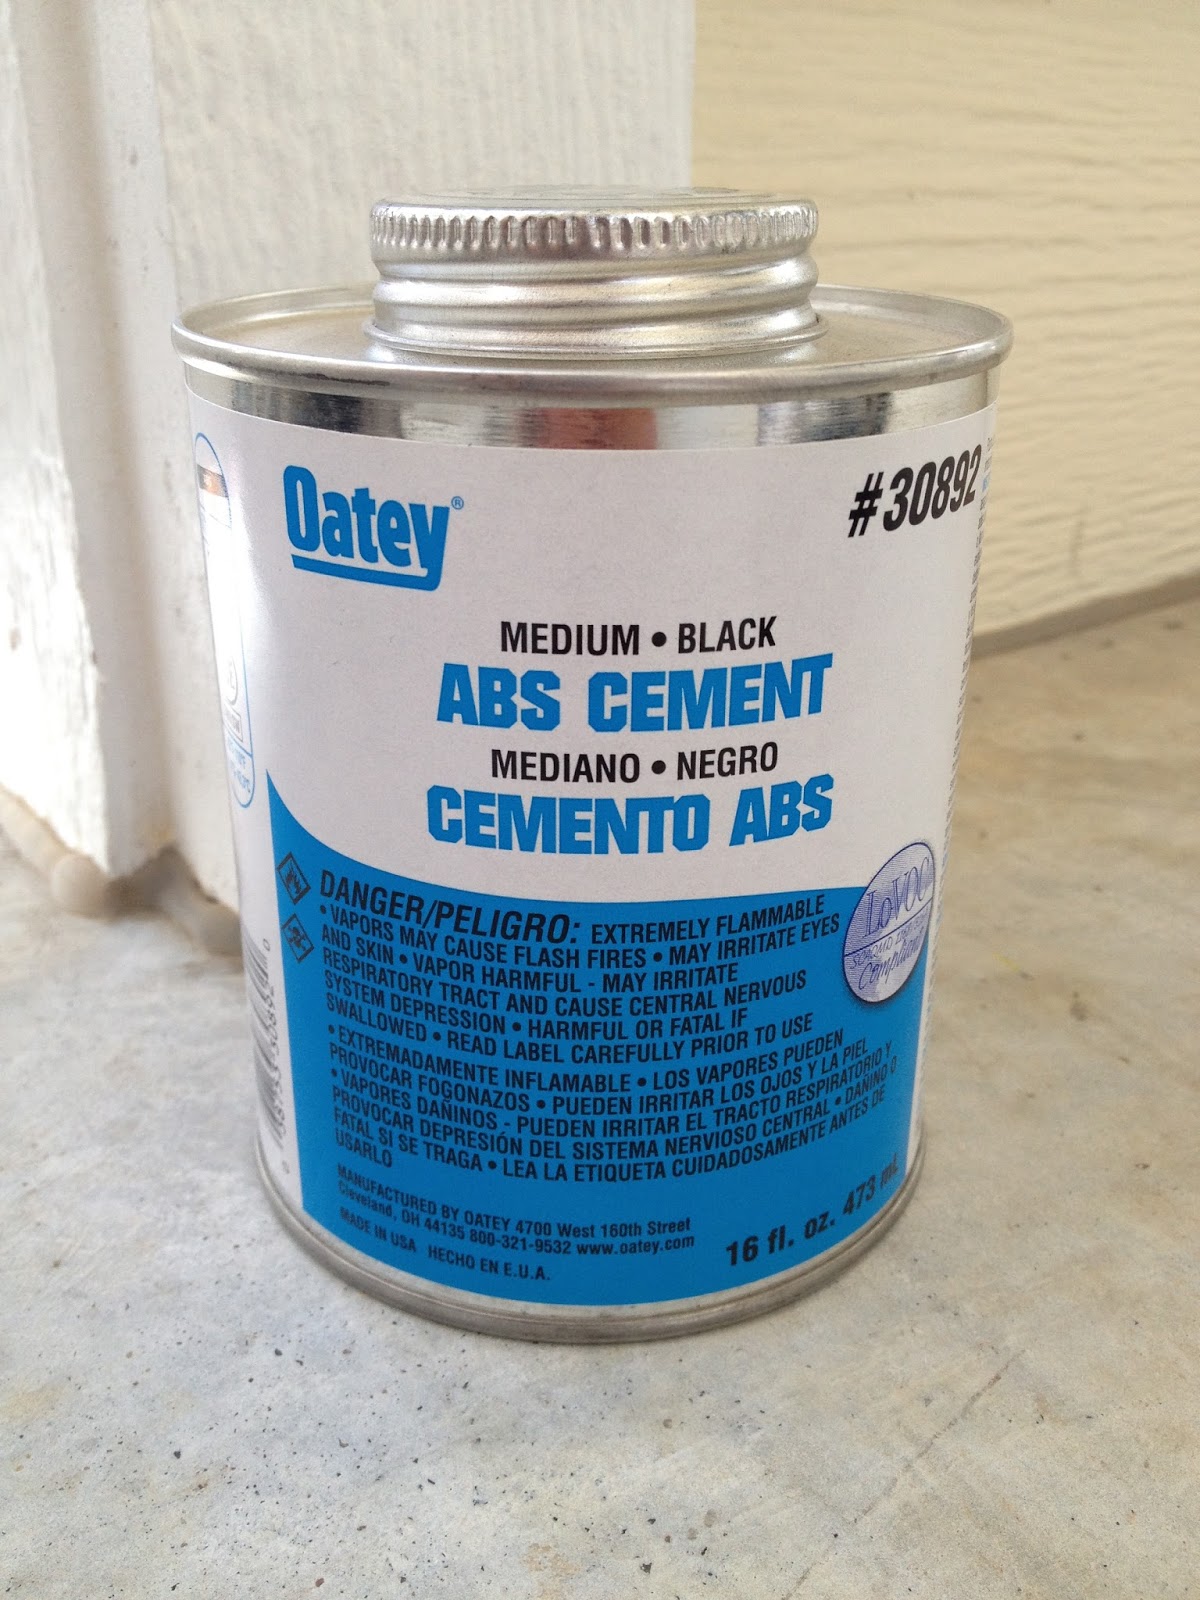 Oatey®
#30892
MEDIUM • BLACK
ABS CEMENT
MEDIANO • NEGRO
CEMENTO ABS
DANGER/PELIGRO: EXTREMELY FLAMMABLE
• VAPORS MAY CAUSE FLASH FIRES • MAY IRRITATE EYES
AND SKIN • VAPOR HARMFUL - MAY IRRITATE
RESPIRATORY TRACT AND CAUSE CENTRAL NERVOUS
SYSTEM DEPRESSION • HARMFUL OR FATAL IF
SWALLOWED • READ LABEL CAREFULLY PRIOR TO USE
• EXTREMADAMENTE INFLAMABLE • LOS VAPORES PUEDEN
PROVOCAR FOGONAZOS • PUEDEN IRRITAR LOS OJOS Y LA PIEL
• VAPORES DAÑINOS - PUEDEN IRRITAR EL TRACTO RESPIRATORIO Y
PROVOCAR DEPRESIÓN DEL SISTEMA NERVIOSO CENTRAL • DAÑINO O
FATAL SI SE TRAGA • LEA LA ETIQUETA CUIDADOSAMENTE ANTES DE
USARLO
LoVOC
Compliant
MANUFACTURED BY OATEY 4700 West 160th Street
Cleveland, OH 44135 800-321-9532 www.oatey.com
MADE IN USA HECHO EN E.U.A.
16 fl. oz. 473 mL